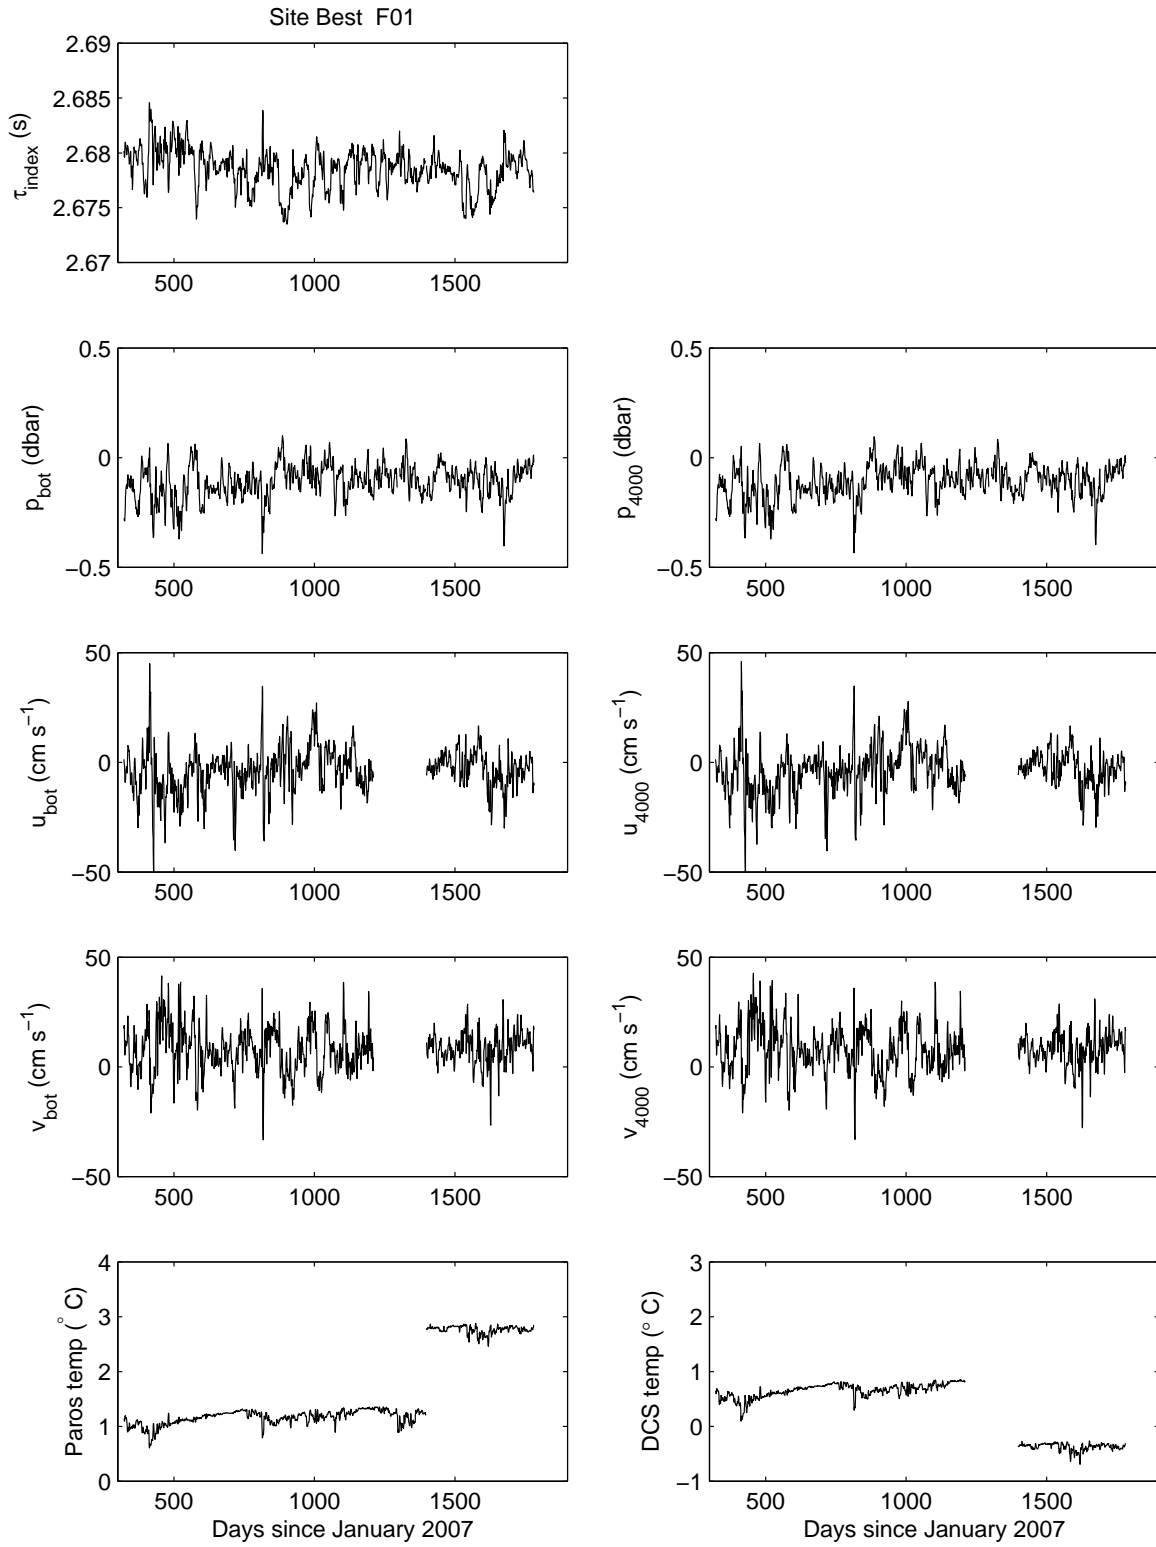 Site Best F01
τindex (s)
2.69
2.685
2.68
2.675
2.67
500 1000 1500
pbot (dbar)
0.5
0
−0.5
500 1000 1500
p4000 (dbar)
0.5
0
−0.5
500 1000 1500
ubot (cm s−1)
50
0
−50
500 1000 1500
u4000 (cm s−1)
50
0
−50
500 1000 1500
vbot (cm s−1)
50
0
−50
500 1000 1500
v4000 (cm s−1)
50
0
−50
500 1000 1500
Paros temp (° C)
4
3
2
1
0
500 1000 1500
Days since January 2007
DCS temp (° C)
3
2
1
0
−1
500 1000 1500
Days since January 2007